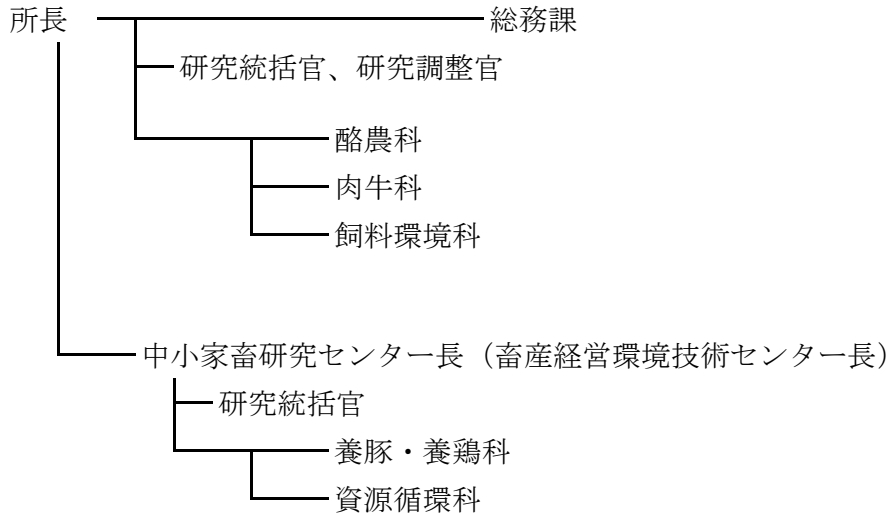 所長 総務課
研究統括官、研究調整官
酪農科
肉牛科
飼料環境科
中小家畜研究センター長（畜産経営環境技術センター長）
研究統括官
養豚・養鶏科
資源循環科